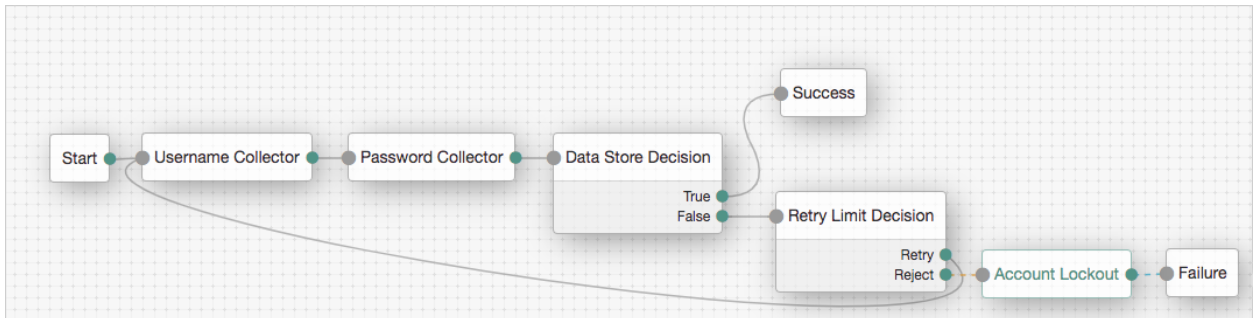 Success
Start
Username Collector
Password Collector
Data Store Decision
True
False
Retry Limit Decision
Retry
Reject
Account Lockout
Failure